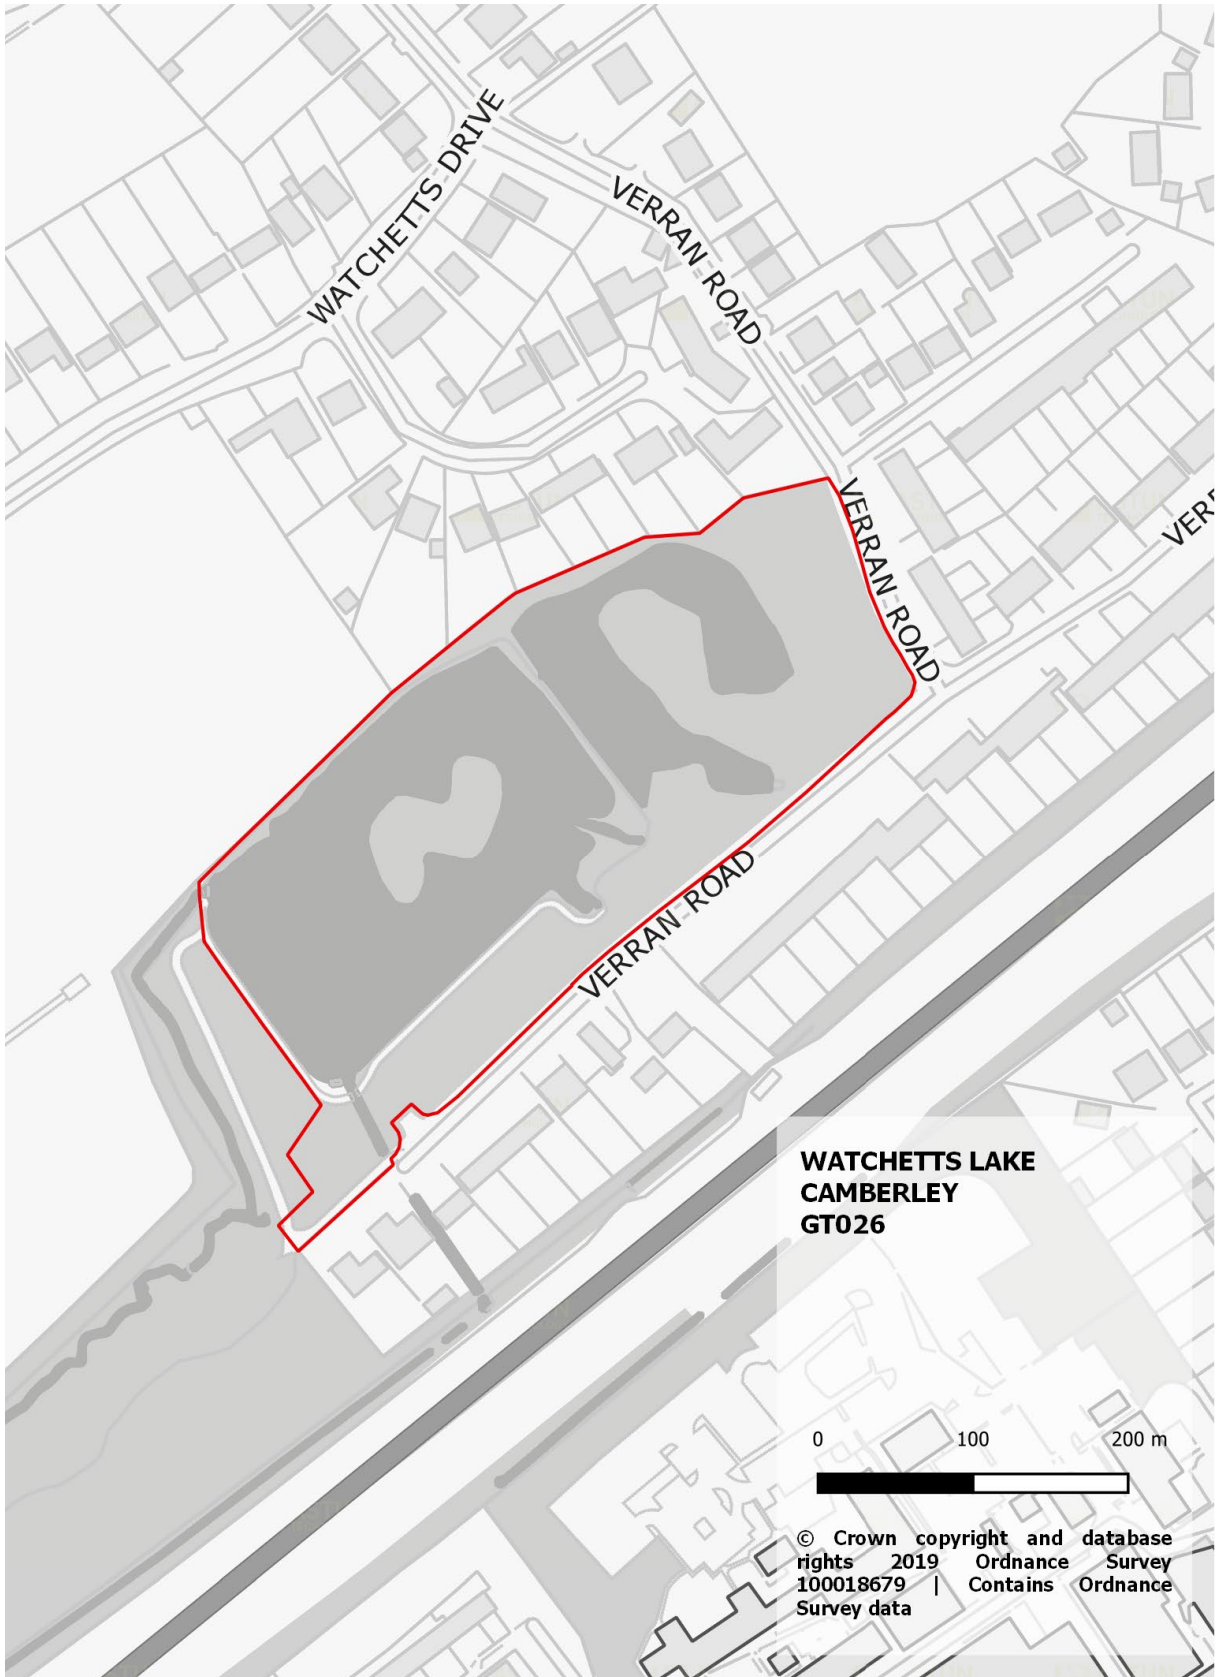 WATCHETTS DRIVE
VERRAN ROAD
VERRAN ROAD
VERR
VERRAN ROAD
WATCHETTS LAKE
CAMBERLEY
GT026
0 100 200 m
© Crown copyright and database
rights 2019 Ordnance Survey
100018679 | Contains Ordnance
Survey data